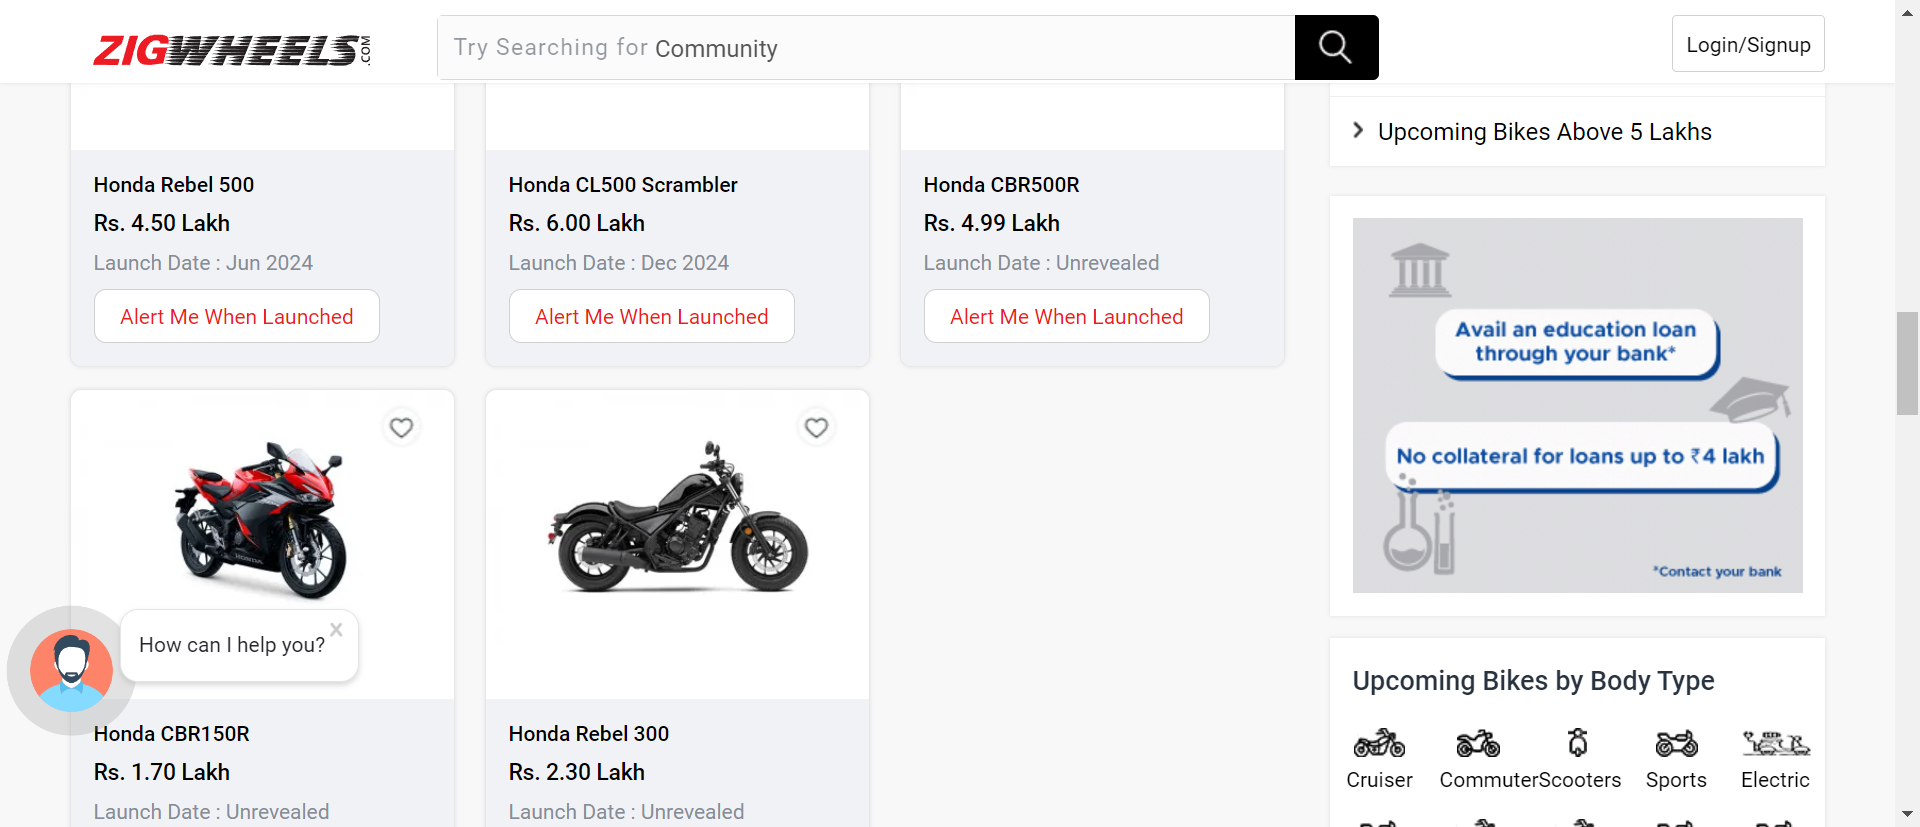 ZIGWHEELS.COM
Try Searching for Community
Login/Signup
Upcoming Bikes Above 5 Lakhs
Honda Rebel 500
Rs. 4.50 Lakh
Launch Date : Jun 2024
Alert Me When Launched
Honda CL500 Scrambler
Rs. 6.00 Lakh
Launch Date : Dec 2024
Alert Me When Launched
Honda CBR500R
Rs. 4.99 Lakh
Launch Date : Unrevealed
Alert Me When Launched
Avail an education loan
through your bank*
No collateral for loans up to ₹4 lakh
*Contact your bank
HONDA
How can I help you?
Honda CBR150R
Rs. 1.70 Lakh
Launch Date : Unrevealed
Honda Rebel 300
Rs. 2.30 Lakh
Launch Date : Unrevealed
Upcoming Bikes by Body Type
Cruiser
Commuter
Scooters
Sports
Electric